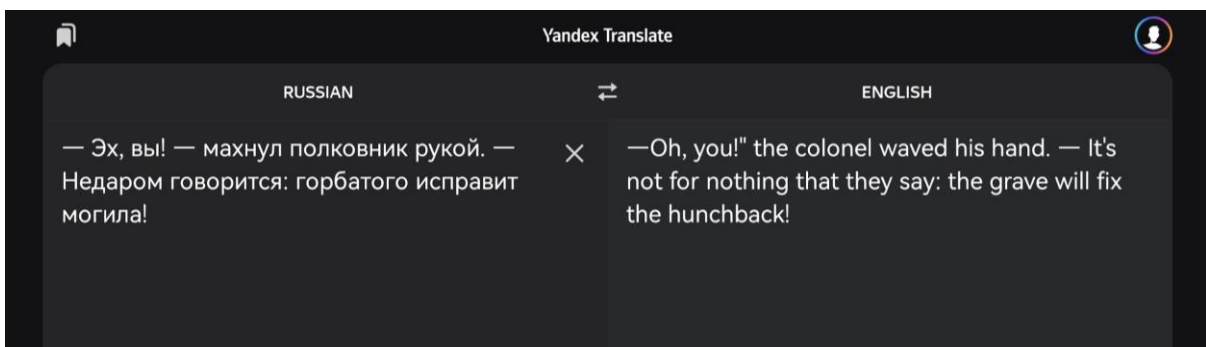 Yandex Translate
RUSSIAN
ENGLISH
— Эх, вы! — махнул полковник рукой. —
Недаром говорится: горбатого исправит
могила!
—Oh, you!" the colonel waved his hand. — It's
not for nothing that they say: the grave will fix
the hunchback!